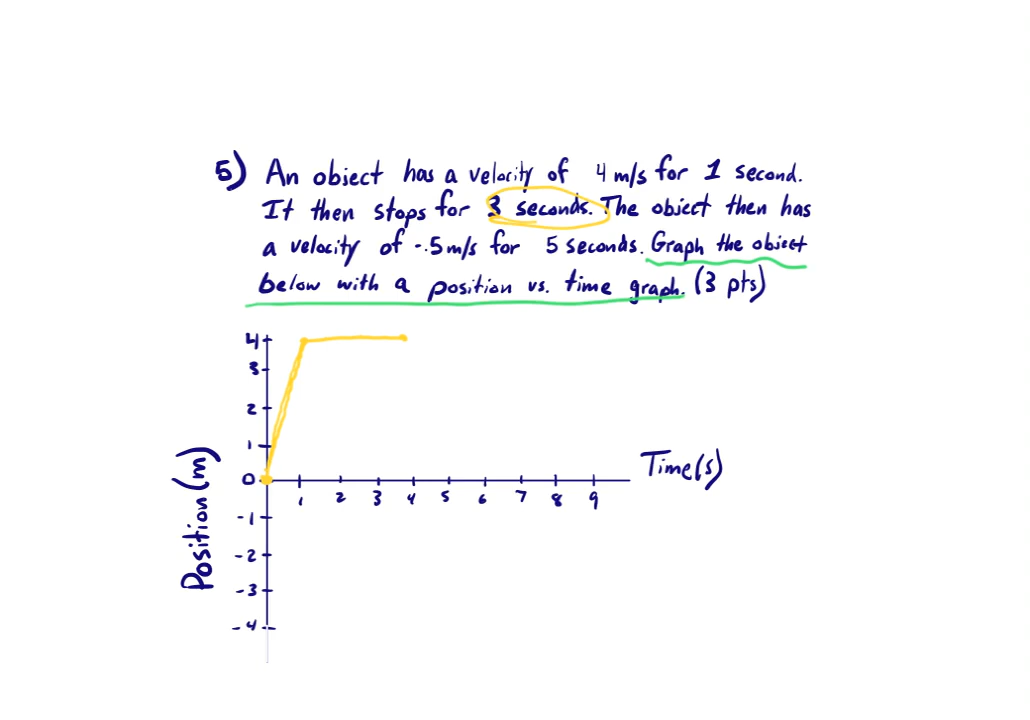 5) An object has a velocity of 4 m/s for 1 second.
It then stops for 3 seconds. The object then has
a velocity of -.5 m/s for 5 seconds. Graph the object
below with a position vs. time graph. (3 pts)
4
3
2
1
0
-1
-2
-3
-4
Position (m)
1 2 3 4 5 6 7 8 9
Time (s)